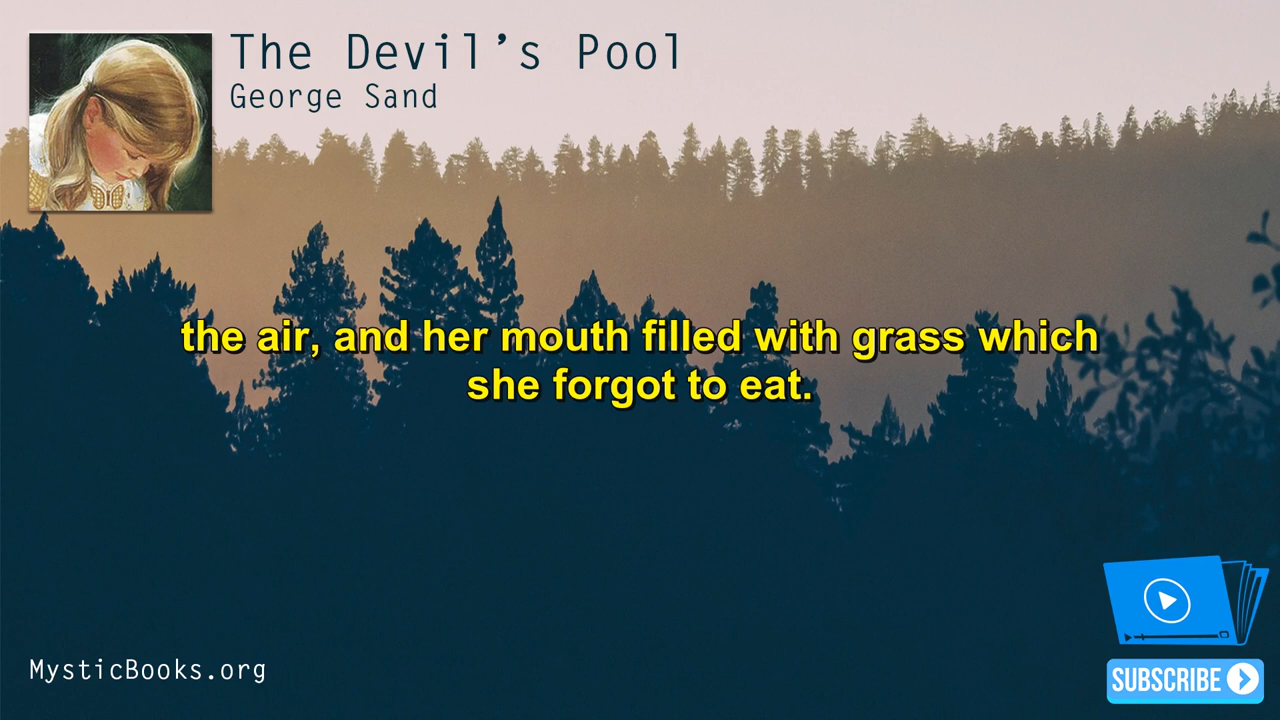 The Devil's Pool
George Sand
the air, and her mouth filled with grass which
she forgot to eat.
MysticBooks.org
SUBSCRIBE